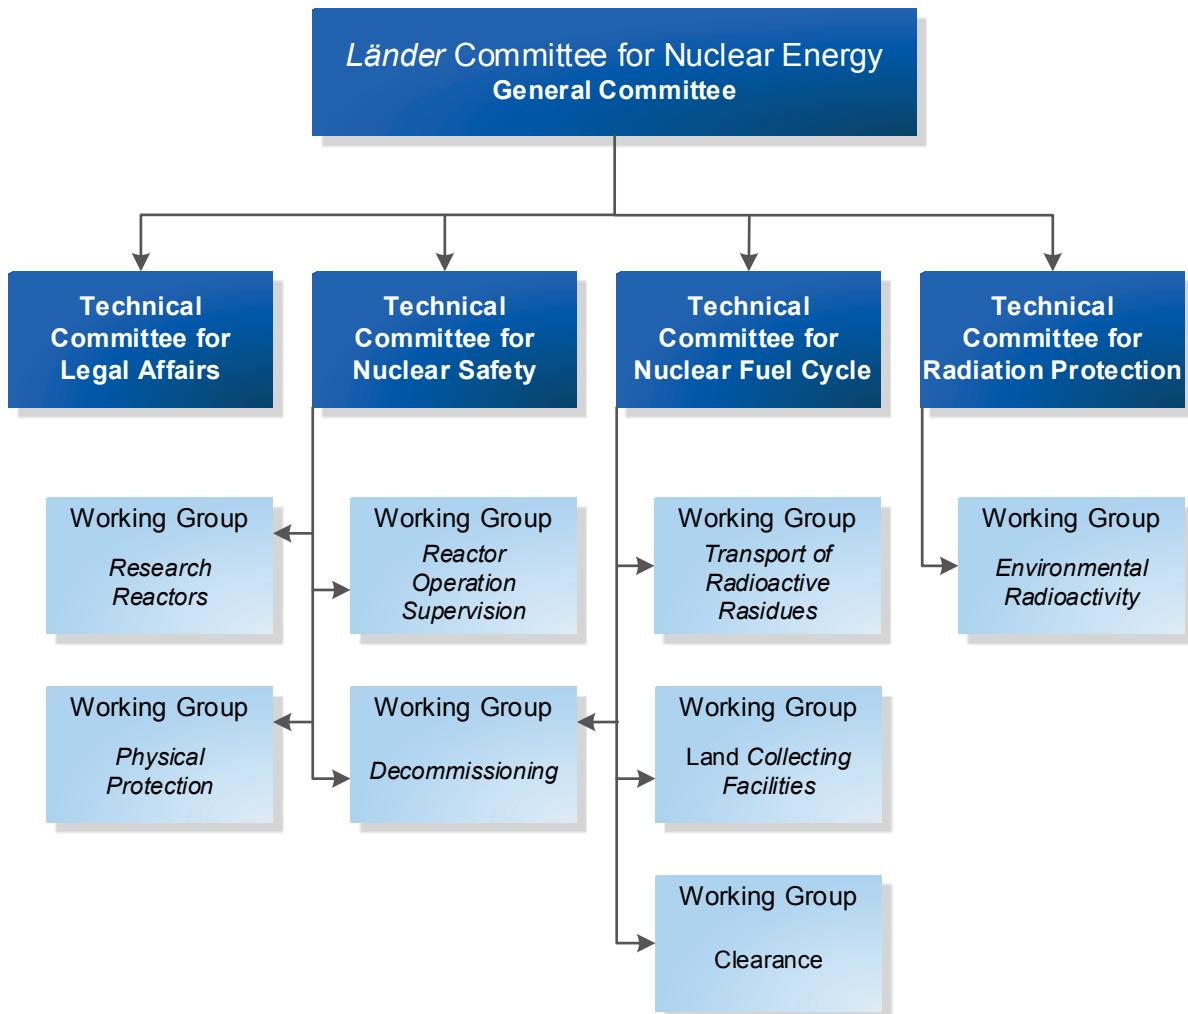 Länder Committee for Nuclear Energy
General Committee
Technical
Committee for
Legal Affairs
Technical
Committee for
Nuclear Safety
Technical
Committee for
Nuclear Fuel Cycle
Technical
Committee for
Radiation Protection
Working Group
Research
Reactors
Working Group
Reactor
Operation
Supervision
Working Group
Transport of
Radioactive
Rasidues
Working Group
Environmental
Radioactivity
Working Group
Physical
Protection
Working Group
Decommissioning
Working Group
Land Collecting
Facilities
Working Group
Clearance